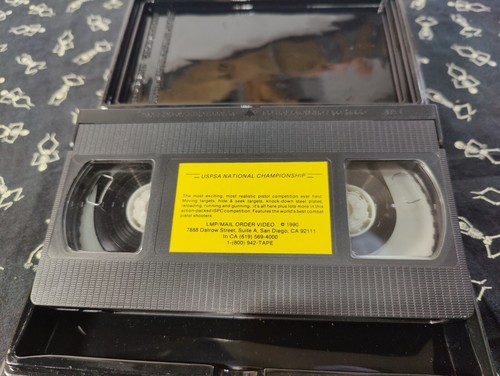 USPSA NATIONAL CHAMPIONSHIP
The most exciting, most realistic pistol competition ever held.
Moving targets, hide & seek targets, knock-down steel plates,
reloading, running and gunning - it's all here plus lots more in this
action-packed ISPC competition. Features the world's best combat
pistol shooters.
LMP/MAIL ORDER VIDEO © 1990
7888 Ostrow Street, Suite A, San Diego, CA 92111
In CA (619) 569-4000
1-(800) 942-TAPE